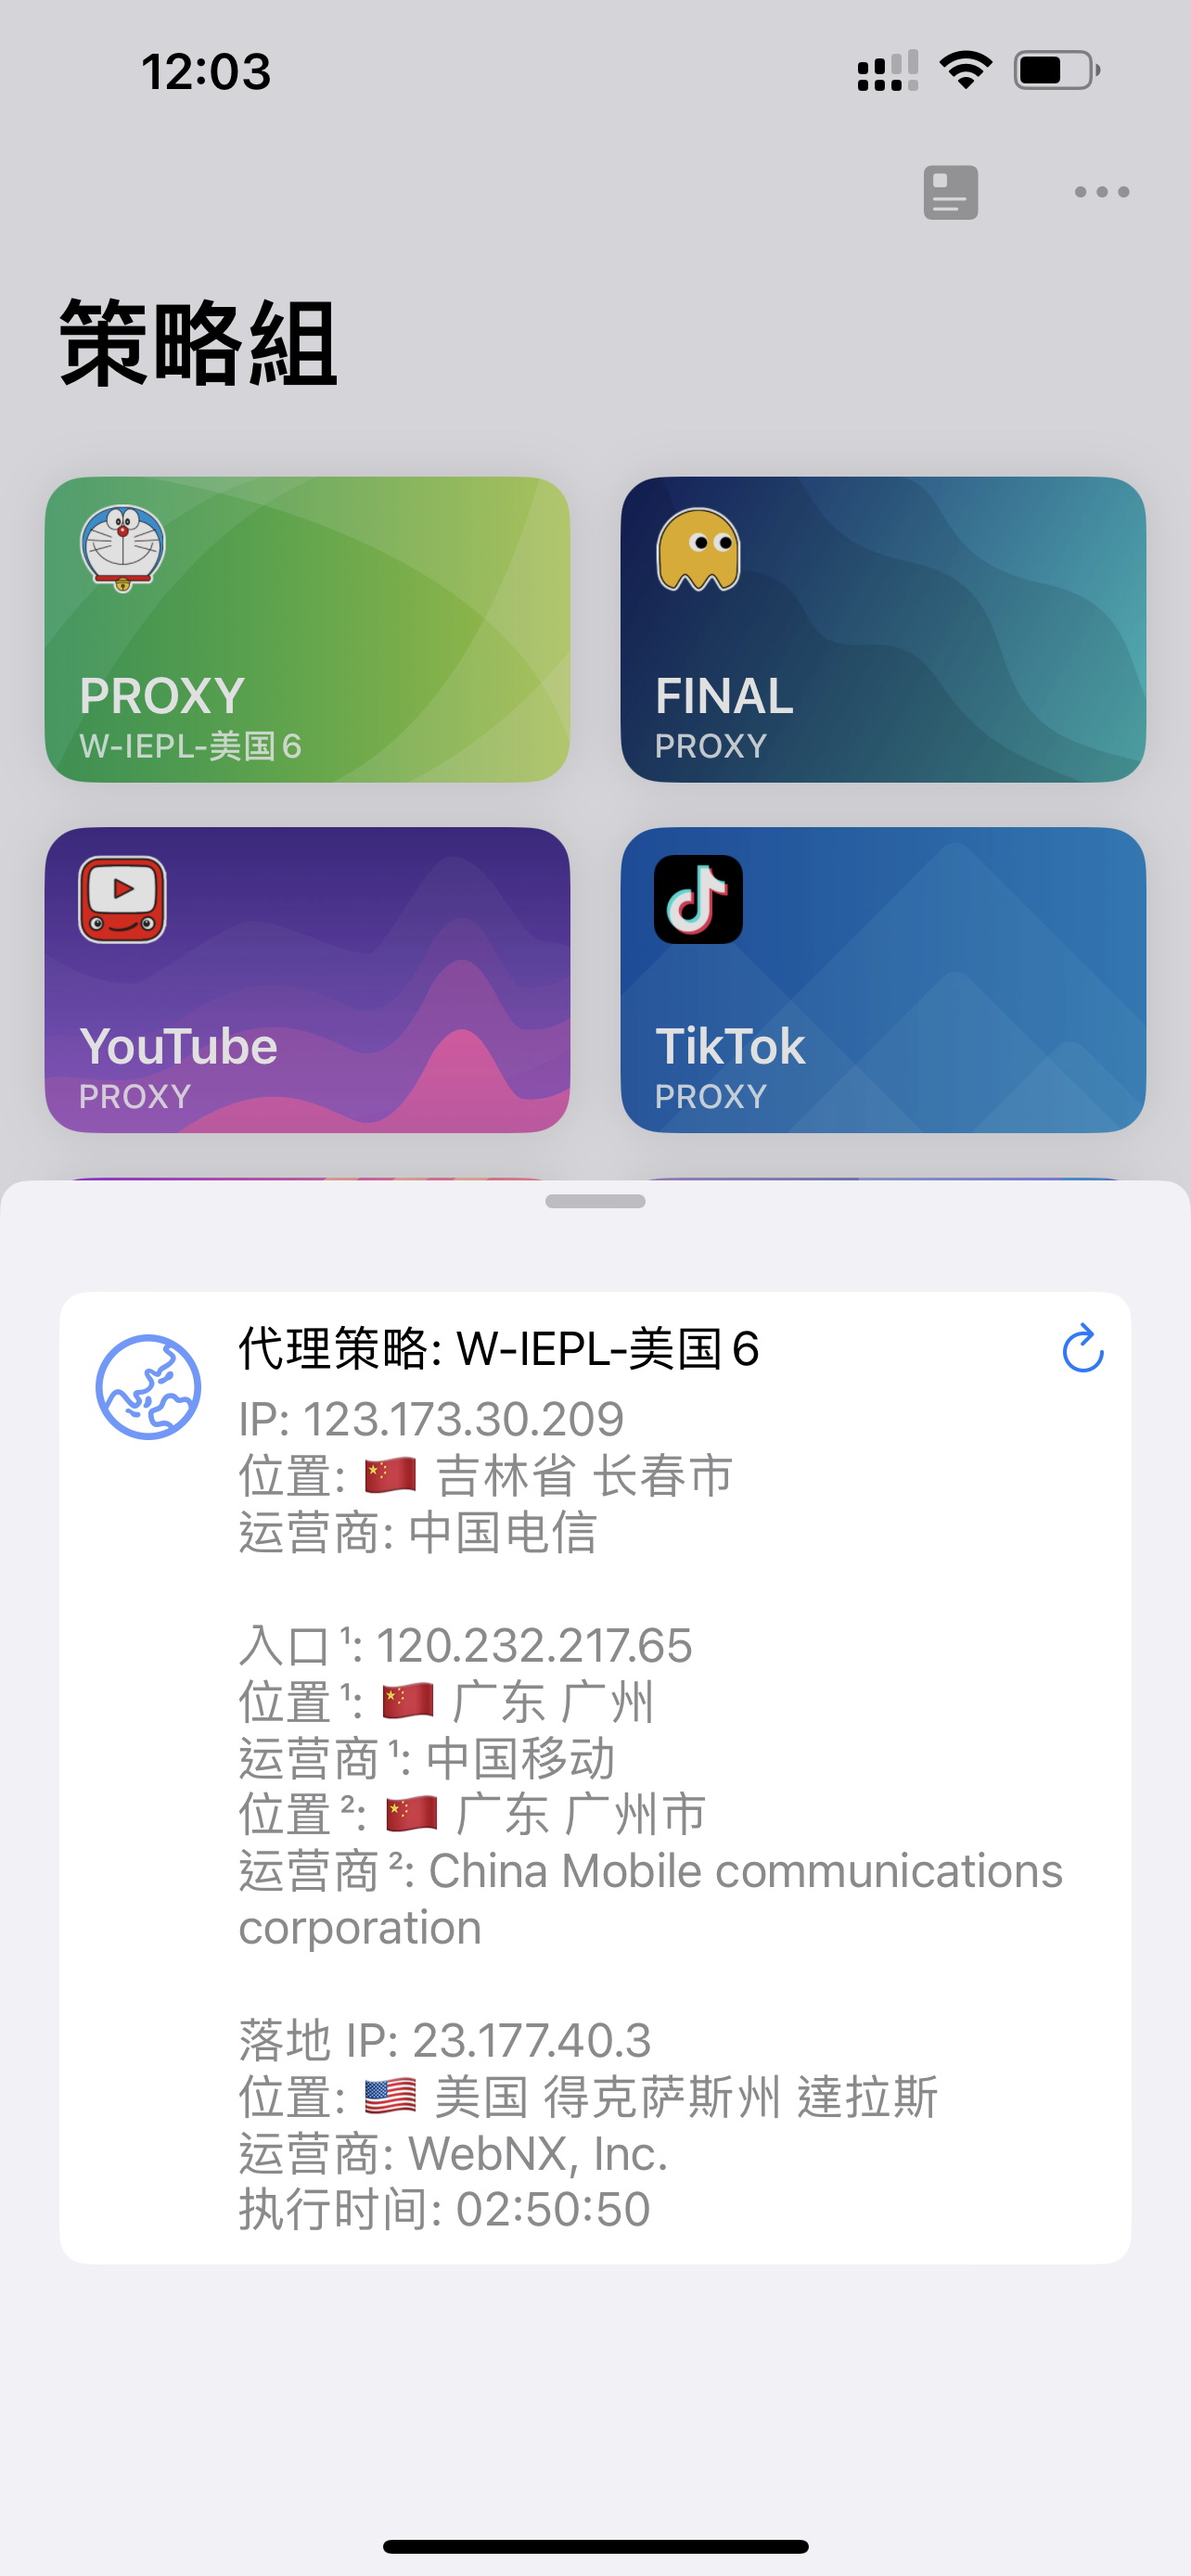 12:03
策略組
PROXY
W-IEPL-美国 6
FINAL
PROXY
YouTube
PROXY
TikTok
PROXY
代理策略: W-IEPL-美国 6
IP: 123.173.30.209
位置: 🇨🇳 吉林省 长春市
运营商: 中国电信
入口 ¹: 120.232.217.65
位置 ¹: 🇨🇳 广东 广州
运营商 ¹: 中国移动
位置 ²: 🇨🇳 广东 广州市
运营商 ²: China Mobile communications
corporation
落地 IP: 23.177.40.3
位置: 🇺🇸 美国 得克萨斯州 達拉斯
运营商: WebNX, Inc.
执行时间: 02:50:50